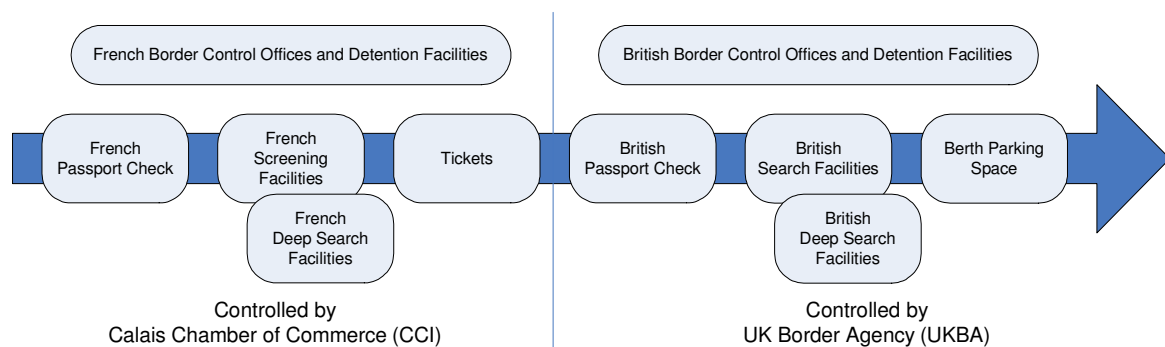 French Border Control Offices and Detention Facilities
British Border Control Offices and Detention Facilities
French
Passport Check
French
Screening
Facilities
Tickets
British
Passport Check
British
Search Facilities
Berth Parking
Space
French
Deep Search
Facilities
British
Deep Search
Facilities
Controlled by
Calais Chamber of Commerce (CCI)
Controlled by
UK Border Agency (UKBA)